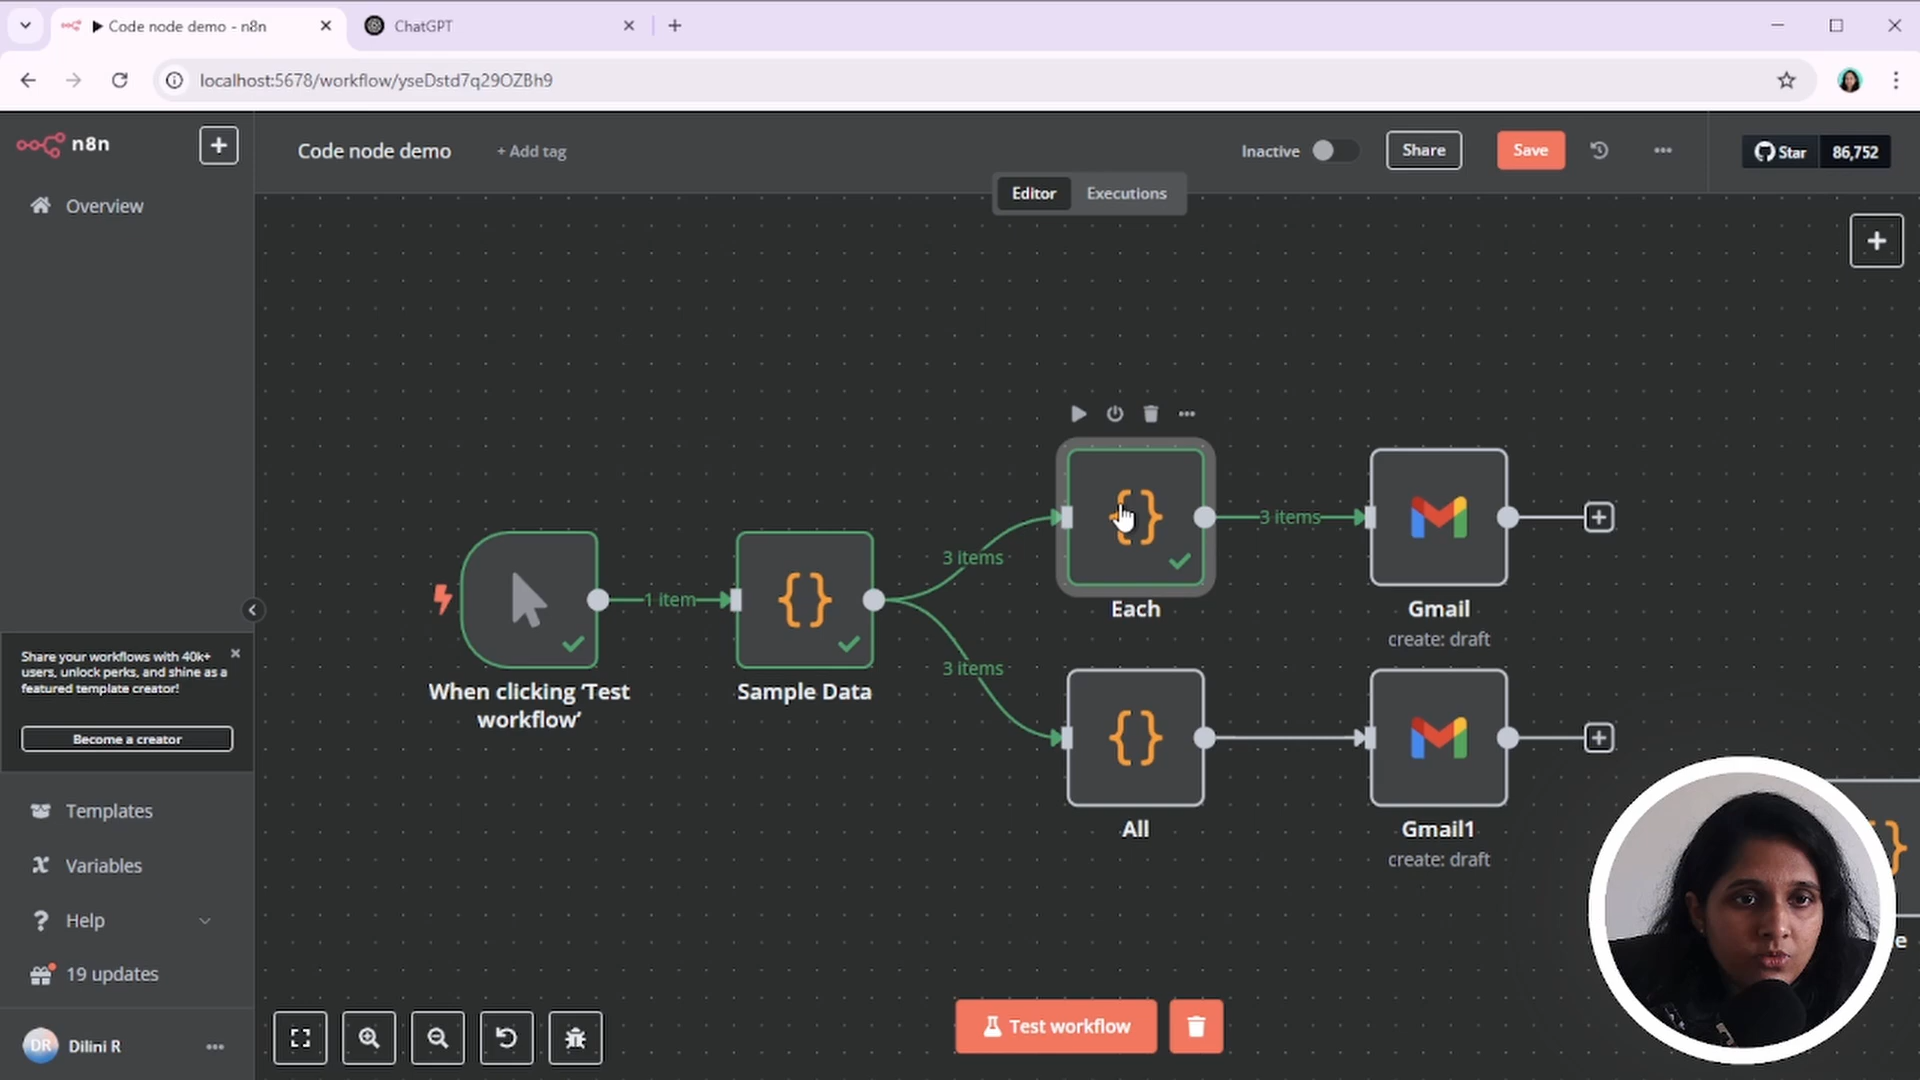 Code node demo - n8n
ChatGPT
localhost:5678/workflow/yseDstd7q29OZBh9
n8n
Code node demo
+ Add tag
Inactive
Share
Save
Star
86,752
Editor
Executions
Overview
3 items
3 items
1 item
3 items
Each
Gmail
create: draft
When clicking ‘Test
workflow’
Sample Data
All
Gmail1
create: draft
Share your workflows with 40k+
users, unlock perks, and shine as a
featured template creator!
Become a creator
Templates
Variables
Help
19 updates
DR
Dilini R
Test workflow